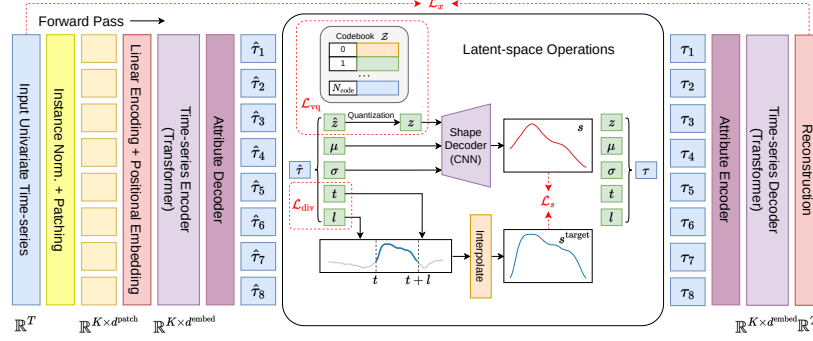 Forward Pass
ℒₓ
Input Univariate Time-series
Instance Norm. + Patching
Linear Encoding + Positional Embedding
Time-series Encoder
(Transformer)
Attribute Decoder
τ̂₁
τ̂₂
τ̂₃
τ̂₄
τ̂₅
τ̂₆
τ̂₇
τ̂₈
Latent-space Operations
Codebook 𝒵
0
1
...
N_code
ℒ_vq
ẑ
Quantization
z
τ̂
μ
σ
t
l
ℒ_div
Shape
Decoder
(CNN)
s
ℒ_s
Interpolate
s^target
t
t + l
z
μ
σ
t
l
τ
τ₁
τ₂
τ₃
τ₄
τ₅
τ₆
τ₇
τ₈
Attribute Encoder
Time-series Decoder
(Transformer)
Reconstruction
ℝ^T
ℝ^{K×d^patch}
ℝ^{K×d^embed}
ℝ^{K×d^embed}
ℝ^T